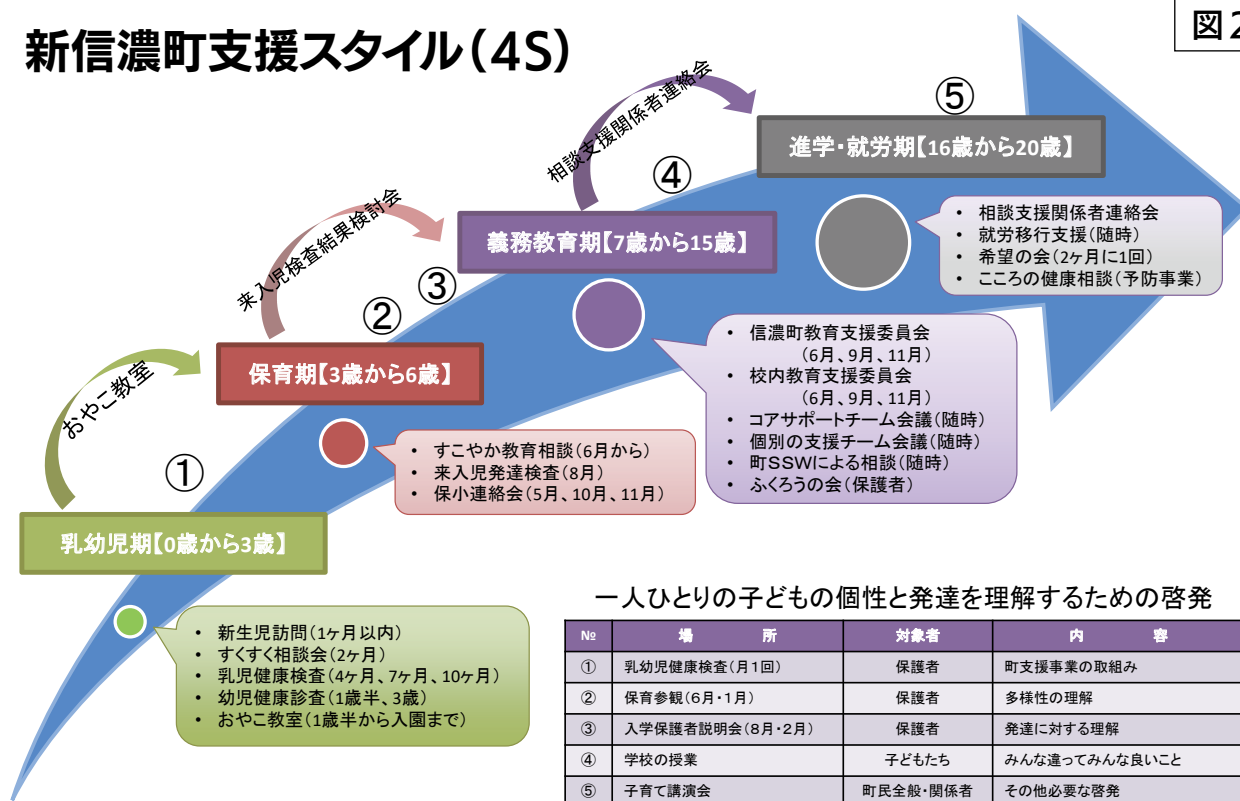 新信濃町支援スタイル(4S)
図2
おやこ教室
来入児検査結果検討会
相談支援関係者連絡会
①
②
③
④
⑤
進学・就労期【16歳から20歳】
・ 相談支援関係者連絡会
・ 就労移行支援(随時)
・ 希望の会(2ヶ月に1回)
・ こころの健康相談(予防事業)
義務教育期【7歳から15歳】
・ 信濃町教育支援委員会
(6月、9月、11月)
・ 校内教育支援委員会
(6月、9月、11月)
・ コアサポートチーム会議(随時)
・ 個別の支援チーム会議(随時)
・ 町SSWによる相談(随時)
・ ふくろうの会(保護者)
保育期【3歳から6歳】
・ すこやか教育相談(6月から)
・ 来入児発達検査(8月)
・ 保小連絡会(5月、10月、11月)
乳幼児期【0歳から3歳】
・ 新生児訪問(1ヶ月以内)
・ すくすく相談会(2ヶ月)
・ 乳児健康検査(4ヶ月、7ヶ月、10ヶ月)
・ 幼児健康診査(1歳半、3歳)
・ おやこ教室(1歳半から入園まで)
一人ひとりの子どもの個性と発達を理解するための啓発
№ 場 所 対象者 内 容
① 乳幼児健康検査(月1回) 保護者 町支援事業の取組み
② 保育参観(6月・1月) 保護者 多様性の理解
③ 入学保護者説明会(8月・2月) 保護者 発達に対する理解
④ 学校の授業 子どもたち みんな違ってみんな良いこと
⑤ 子育て講演会 町民全般・関係者 その他必要な啓発